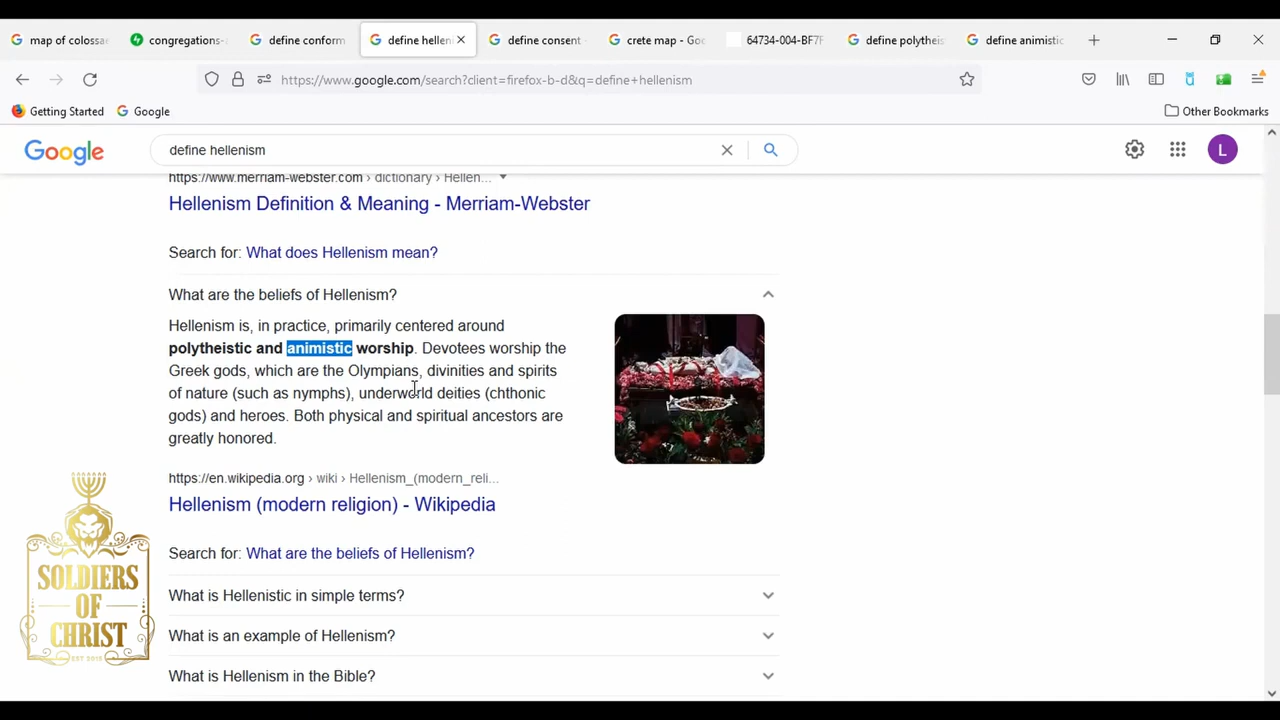 map of colossa
congregations-a
define conform
define helleni
define consent -
crete map - Goo
64734-004-BF7F
define polytheis
define animistic
https://www.google.com/search?client=firefox-b-d&q=define+hellenism
Getting Started
Google
Other Bookmarks
Google
define hellenism
L
https://www.merriam-webster.com › dictionary › Hellen...
Hellenism Definition & Meaning - Merriam-Webster
Search for: What does Hellenism mean?
What are the beliefs of Hellenism?
Hellenism is, in practice, primarily centered around
polytheistic and animistic worship. Devotees worship the
Greek gods, which are the Olympians, divinities and spirits
of nature (such as nymphs), underworld deities (chthonic
gods) and heroes. Both physical and spiritual ancestors are
greatly honored.
https://en.wikipedia.org › wiki › Hellenism_(modern_reli...
Hellenism (modern religion) - Wikipedia
Search for: What are the beliefs of Hellenism?
What is Hellenistic in simple terms?
What is an example of Hellenism?
What is Hellenism in the Bible?
SOLDIERS
OF
CHRIST